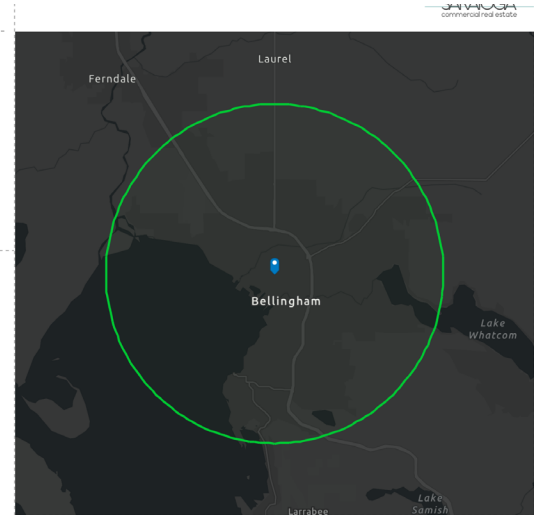 commercial real estate
Laurel
Ferndale
Bellingham
Lake
Whatcom
Lake
Samish
Larrabee